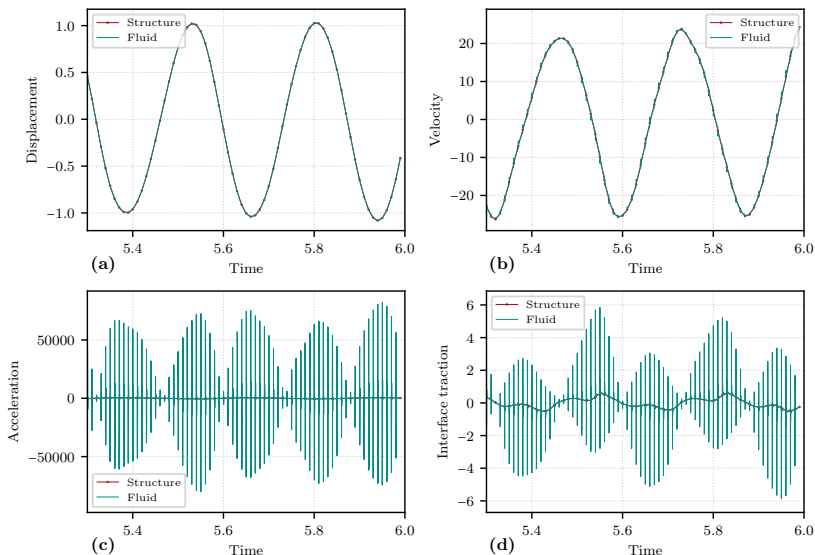 1.0
0.5
0.0
−0.5
−1.0
Displacement
Structure
Fluid
5.4
5.6
5.8
6.0
(a)
Time
20
10
0
−10
−20
Velocity
Structure
Fluid
5.4
5.6
5.8
6.0
(b)
Time
50000
0
−50000
Acceleration
Structure
Fluid
5.4
5.6
5.8
6.0
(c)
Time
6
4
2
0
−2
−4
−6
Interface traction
Structure
Fluid
5.4
5.6
5.8
6.0
(d)
Time